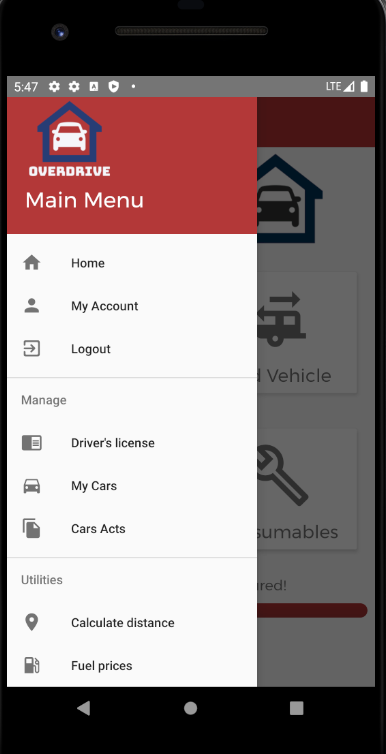 5:47
LTE
OVERDRIVE
Main Menu
Home
My Account
Logout
Vehicle
Manage
Driver's license
My Cars
Cars Acts
sumables
Utilities
ured!
Calculate distance
Fuel prices